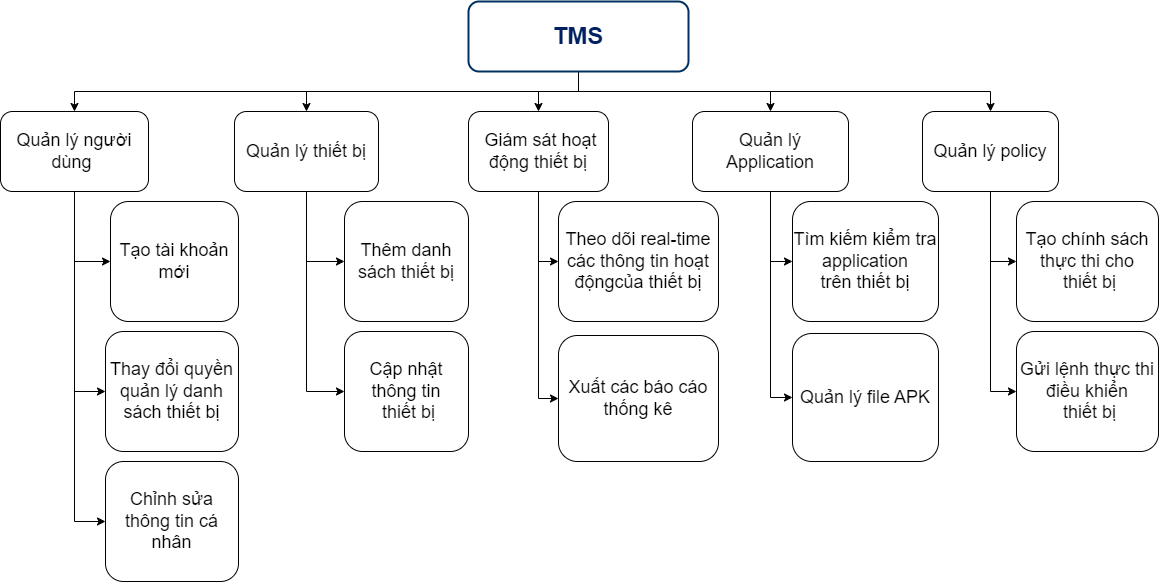 TMS
Quản lý người
dùng
Quản lý thiết bị
Giám sát hoạt
động thiết bị
Quản lý
Application
Quản lý policy
Tạo tài khoản
mới
Thêm danh
sách thiết bị
Theo dõi real-time
các thông tin hoạt
độngcủa thiết bị
Tìm kiếm kiểm tra
application
trên thiết bị
Tạo chính sách
thực thi cho
thiết bị
Thay đổi quyền
quản lý danh
sách thiết bị
Cập nhật
thông tin
thiết bị
Xuất các báo cáo
thống kê
Quản lý file APK
Gửi lệnh thực thi
điều khiển
thiết bị
Chỉnh sửa
thông tin cá
nhân